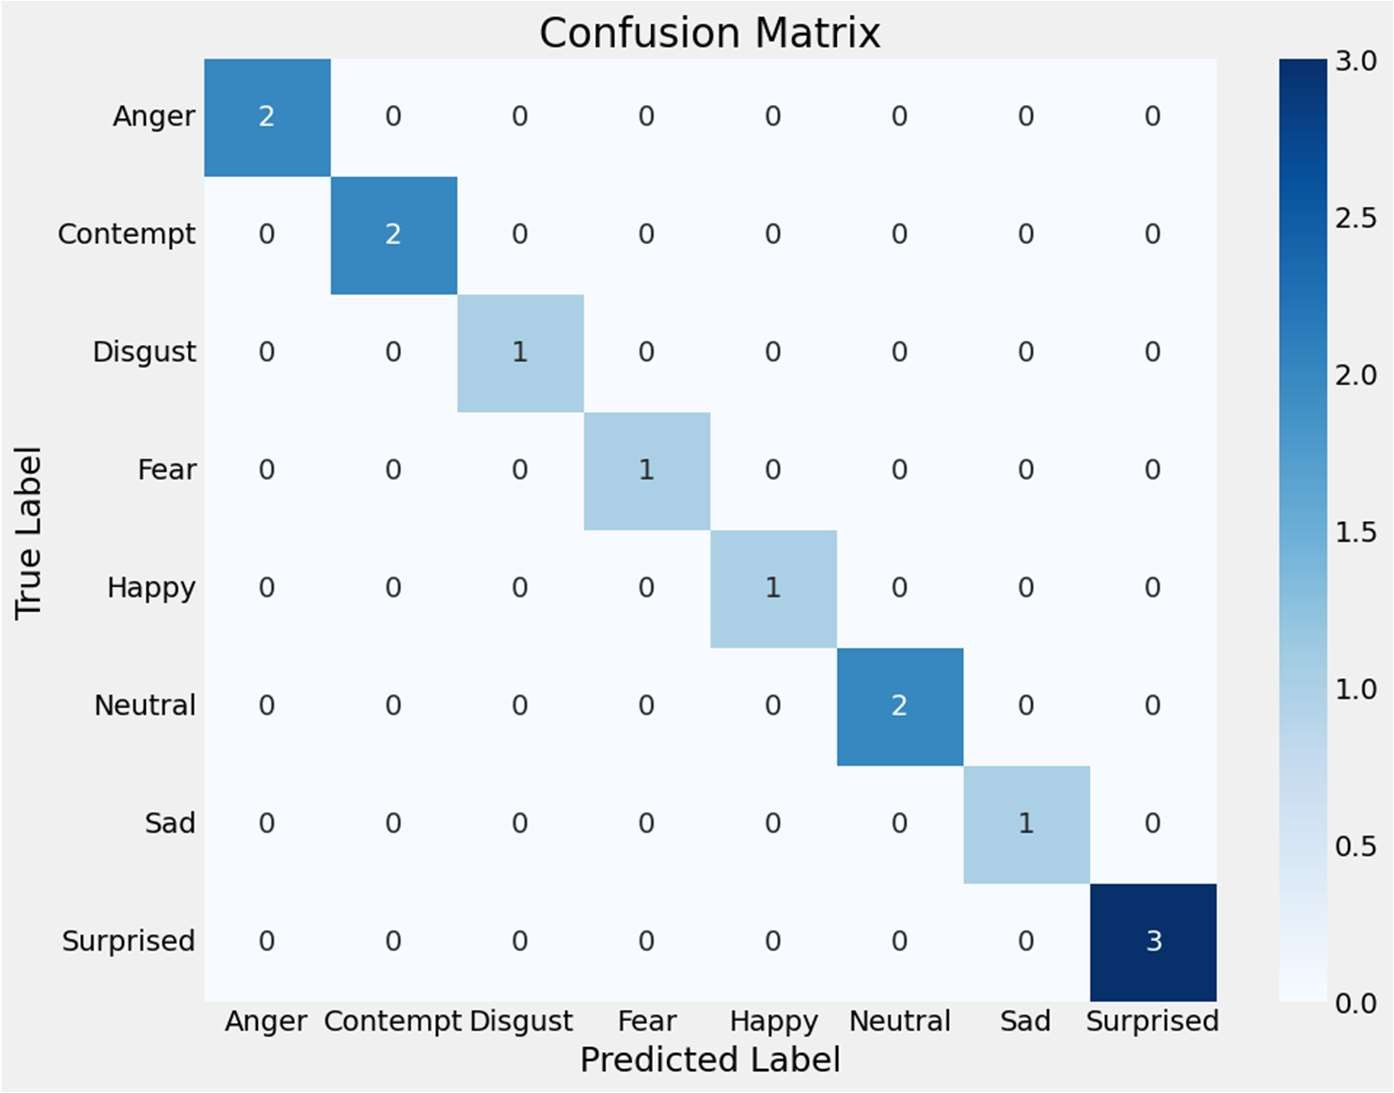 Confusion Matrix
Anger 2 0 0 0 0 0 0 0
Contempt 0 2 0 0 0 0 0 0
Disgust 0 0 1 0 0 0 0 0
Fear 0 0 0 1 0 0 0 0
Happy 0 0 0 0 1 0 0 0
Neutral 0 0 0 0 0 2 0 0
Sad 0 0 0 0 0 0 1 0
Surprised 0 0 0 0 0 0 0 3
Anger Contempt Disgust Fear Happy Neutral Sad Surprised
Predicted Label
True Label
3.0
2.5
2.0
1.5
1.0
0.5
0.0